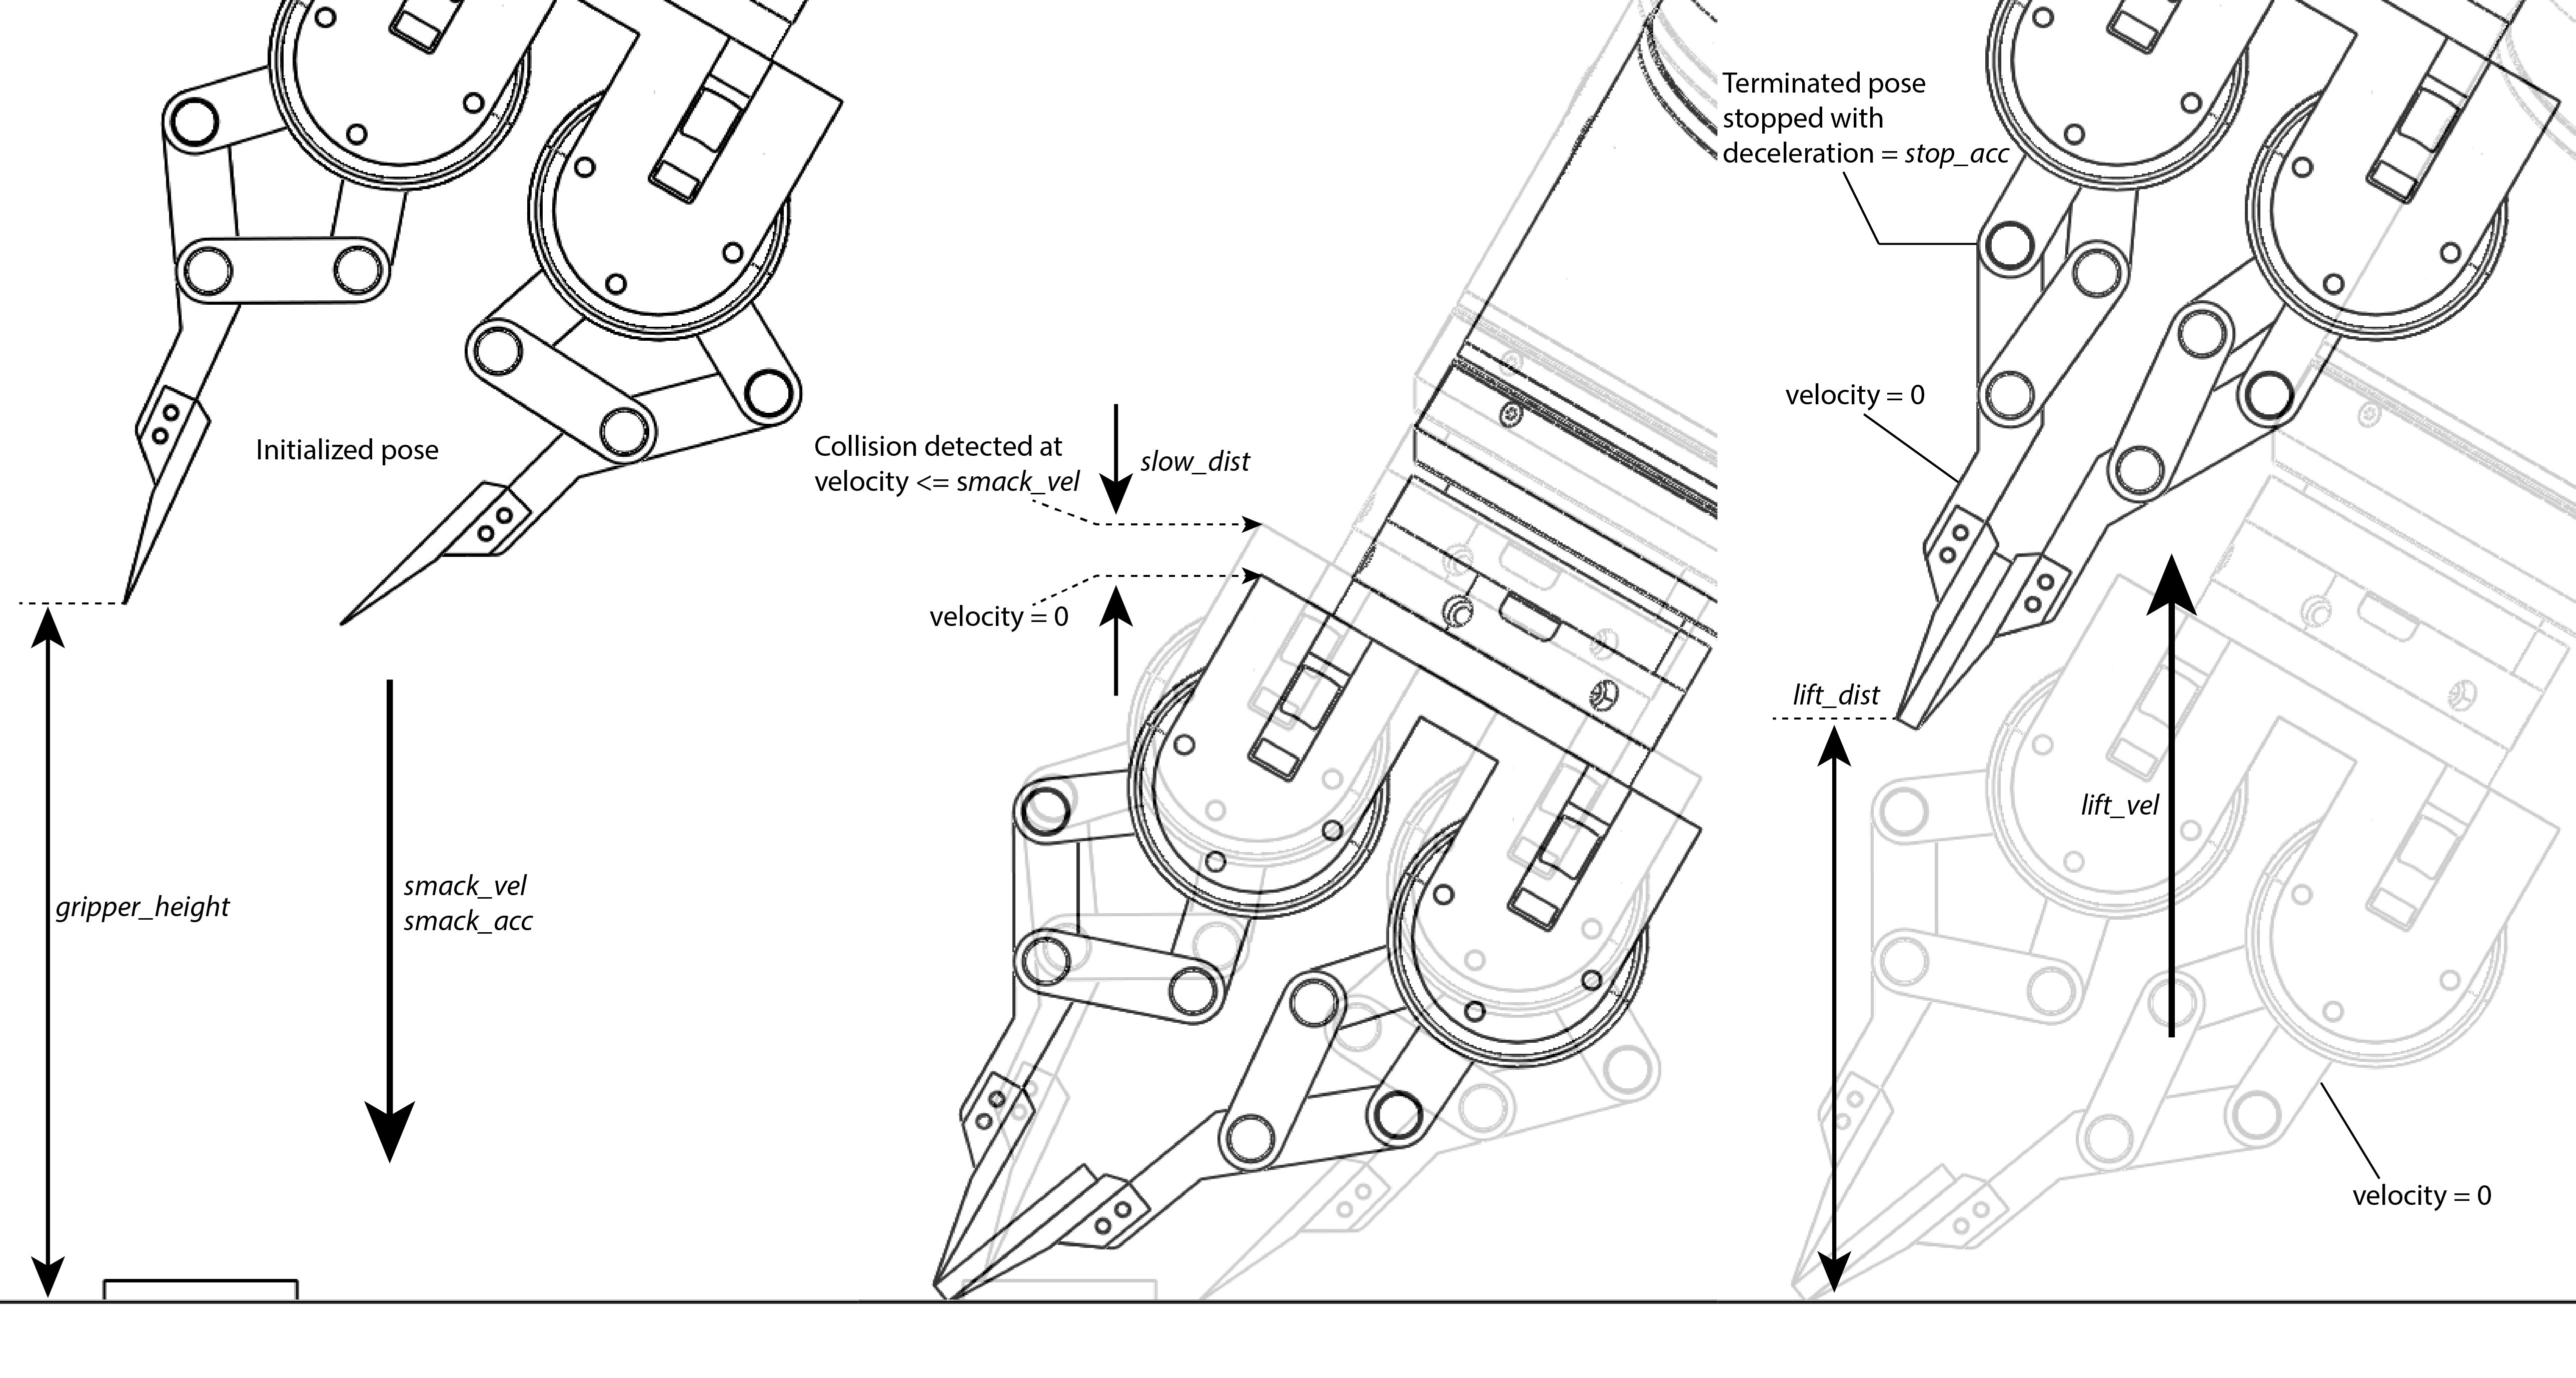 Initialized pose
gripper_height
smack_vel
smack_acc
Collision detected at
velocity <= smack_vel
slow_dist
velocity = 0
Terminated pose
stopped with
deceleration = stop_acc
velocity = 0
lift_dist
lift_vel
velocity = 0